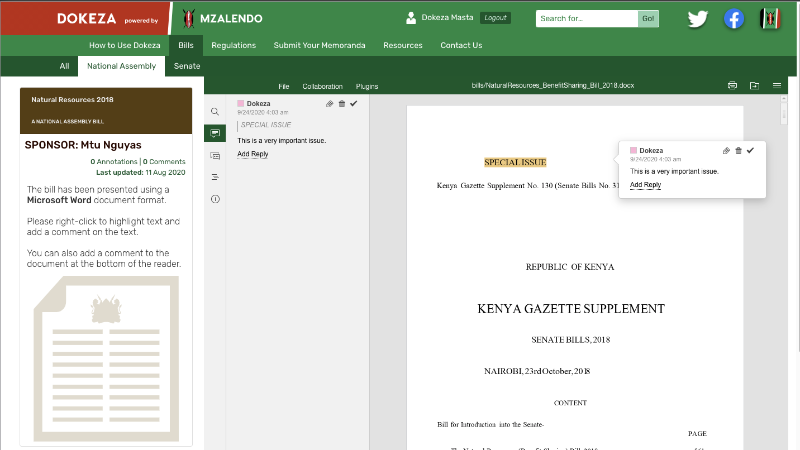 DOKEZA powered by MZALENDO
Dokeza Masta Logout
Search for... Go!
How to Use Dokeza Bills Regulations Submit Your Memoranda Resources Contact Us
All National Assembly Senate
Natural Resources 2018
A NATIONAL ASSEMBLY BILL
SPONSOR: Mtu Nguyas
0 Annotations | 0 Comments
Last updated: 11 Aug 2020
The bill has been presented using a
Microsoft Word document format.
Please right-click to highlight text and
add a comment on the text.
You can also add a comment to the
document at the bottom of the reader.
File Collaboration Plugins
bills/NaturalResources_BenefitSharing_Bill_2018.docx
Dokeza
9/24/2020 4:03 am
SPECIAL ISSUE
This is a very important issue.
Add Reply
SPECIAL ISSUE
Kenya Gazette Supplement No. 130 (Senate Bills No. 31
Dokeza
9/24/2020 4:03 am
This is a very important issue.
Add Reply
REPUBLIC OF KENYA
KENYA GAZETTE SUPPLEMENT
SENATE BILLS, 2018
NAIROBI, 23rd October, 2018
CONTENT
Bill for Introduction into the Senate-
PAGE